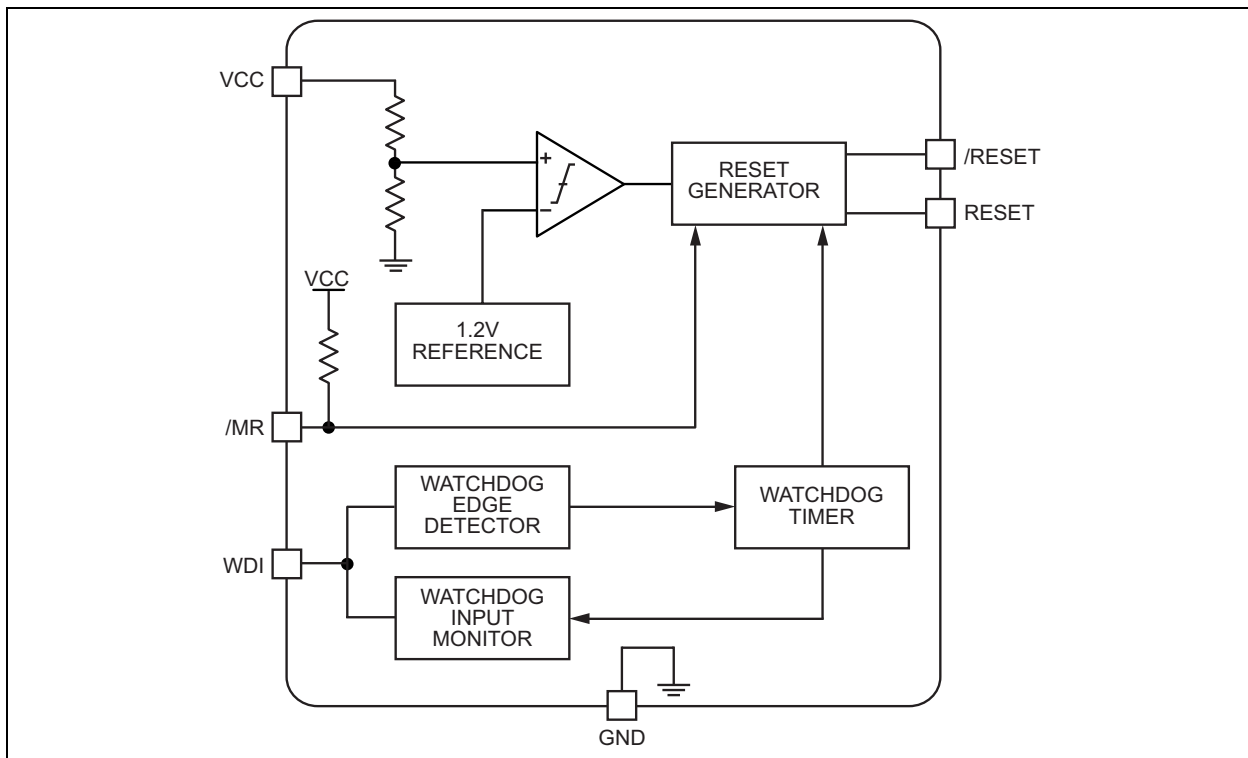 VCC
+
−
RESET
GENERATOR
/RESET
RESET
VCC
1.2V
REFERENCE
/MR
WATCHDOG
EDGE
DETECTOR
WATCHDOG
TIMER
WDI
WATCHDOG
INPUT
MONITOR
GND